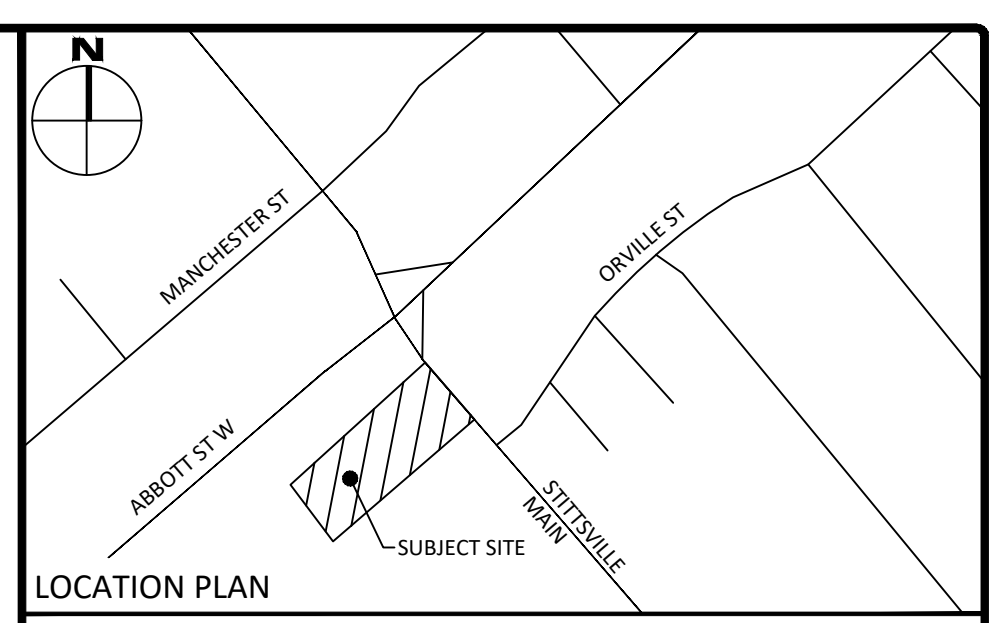 N
MANCHESTER ST
ORVILLE ST
ABBOTT ST W
STITTSVILLE
MAIN
SUBJECT SITE
LOCATION PLAN